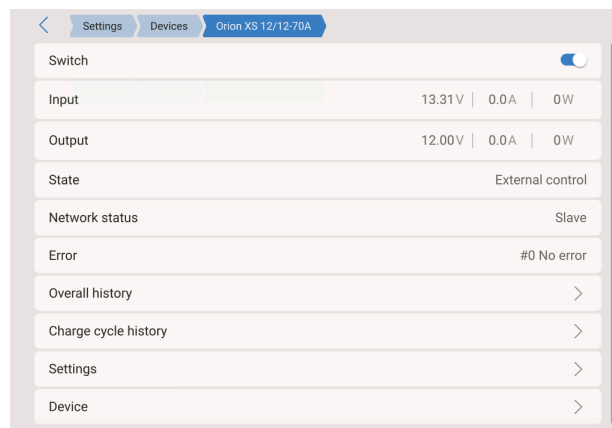 Settings Devices Orion XS 12/12-70A
Switch
Input 13.31V 0.0A 0W
Output 12.00V 0.0A 0W
State External control
Network status Slave
Error #0 No error
Overall history
Charge cycle history
Settings
Device